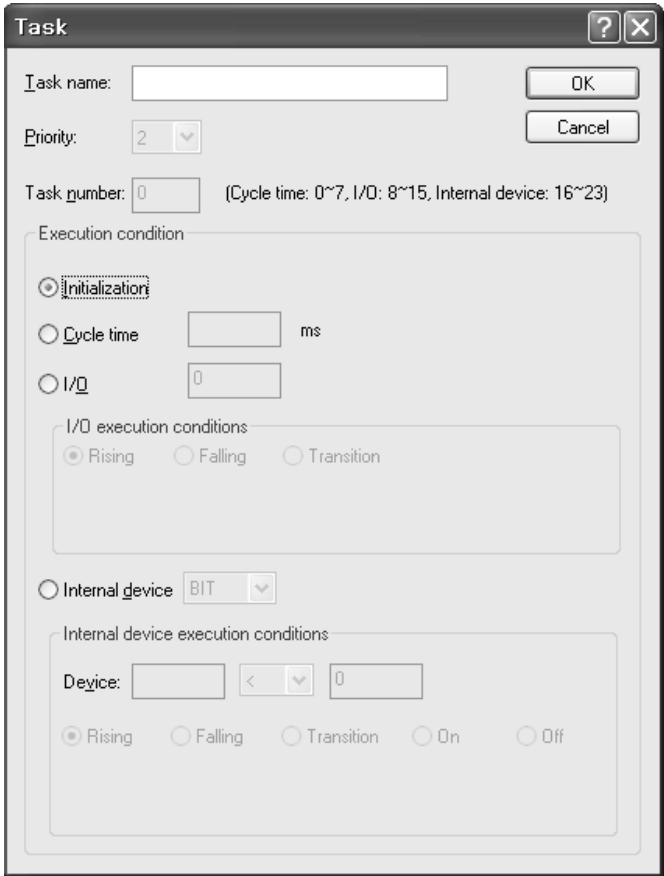 Task
Task name:
OK
Priority: 2
Cancel
Task number: 0 (Cycle time: 0~7, I/O: 8~15, Internal device: 16~23)
Execution condition
Initialization
Cycle time ms
I/O 0
I/O execution conditions
Rising Falling Transition
Internal device BIT
Internal device execution conditions
Device: < 0
Rising Falling Transition On Off